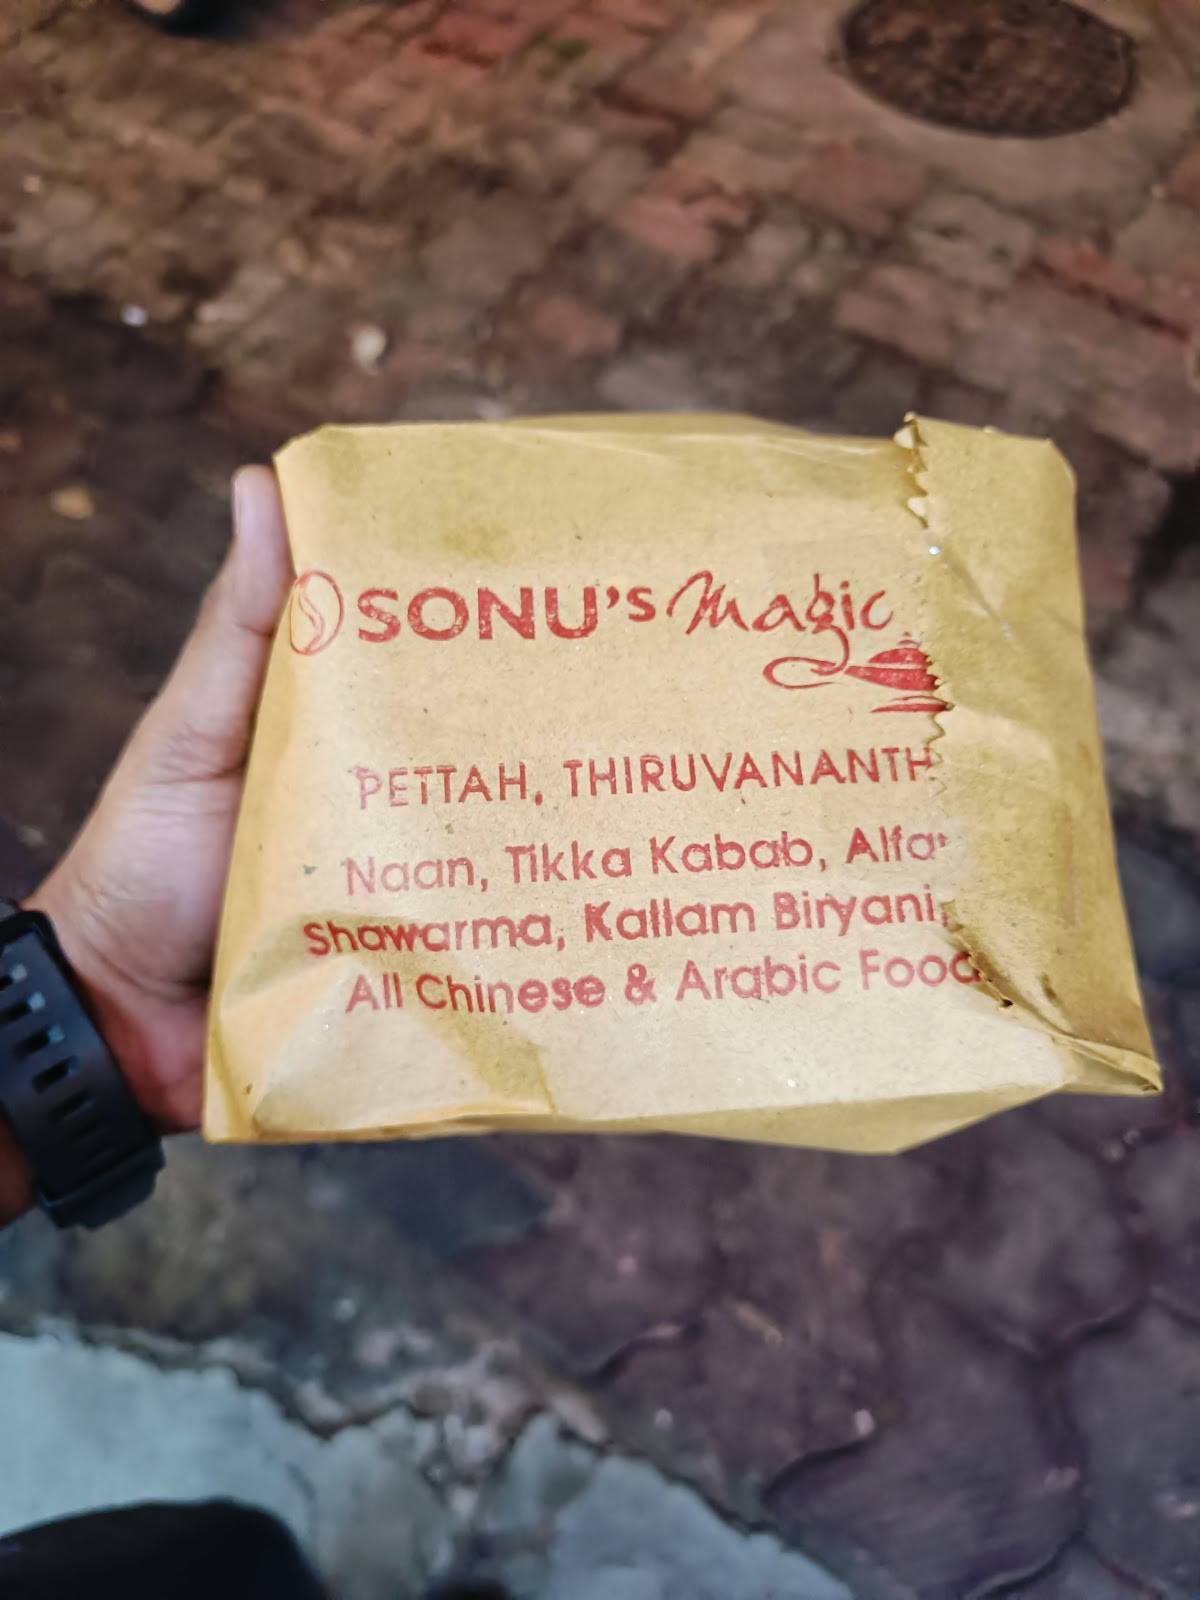 SONU's Magic
PETTAH, THIRUVANANTH
Naan, Tikka Kabab, Alfa
Shawarma, Kallam Biryani,
All Chinese & Arabic Food